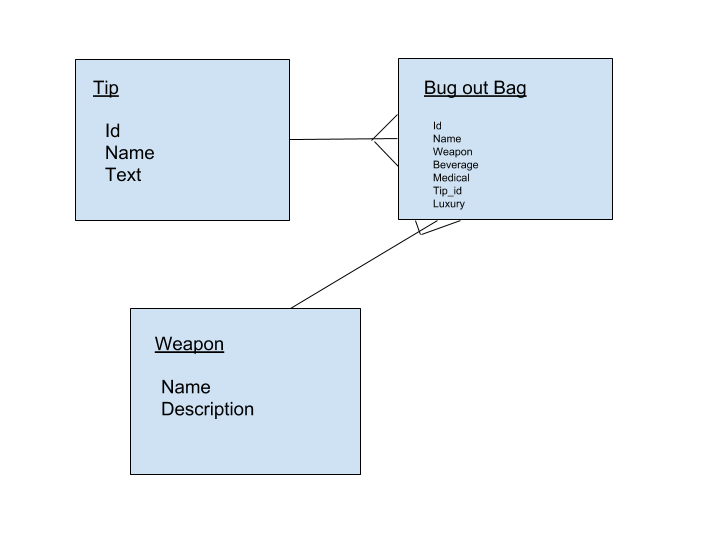 Tip
Id
Name
Text
Bug out Bag
Id
Name
Weapon
Beverage
Medical
Tip_id
Luxury
Weapon
Name
Description